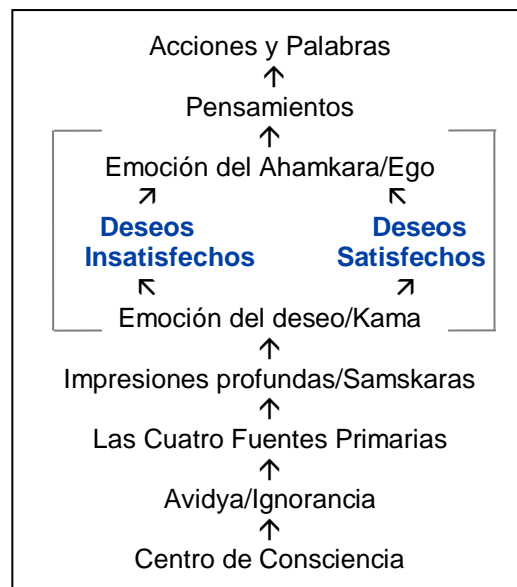 Acciones y Palabras
↑
Pensamientos
↑
Emoción del Ahamkara/Ego
↗ ↖
Deseos Deseos
Insatisfechos Satisfechos
↖ ↗
Emoción del deseo/Kama
↑
Impresiones profundas/Samskaras
↑
Las Cuatro Fuentes Primarias
↑
Avidya/Ignorancia
↑
Centro de Consciencia